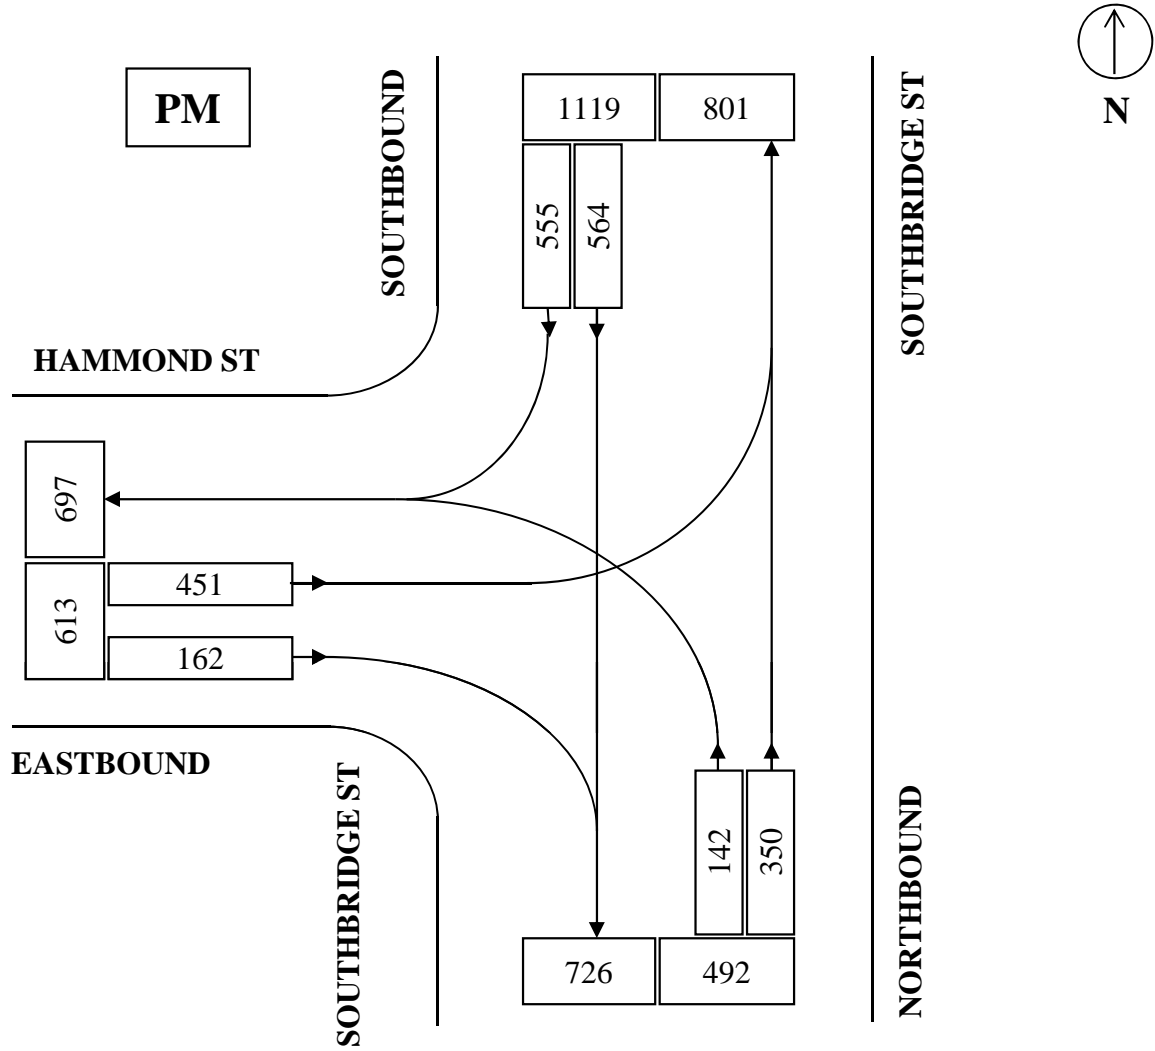 PM
SOUTHBOUND
1119
801
SOUTHBRIDGE ST
N
555
564
HAMMOND ST
697
613
451
162
EASTBOUND
SOUTHBRIDGE ST
142
350
NORTHBOUND
726
492